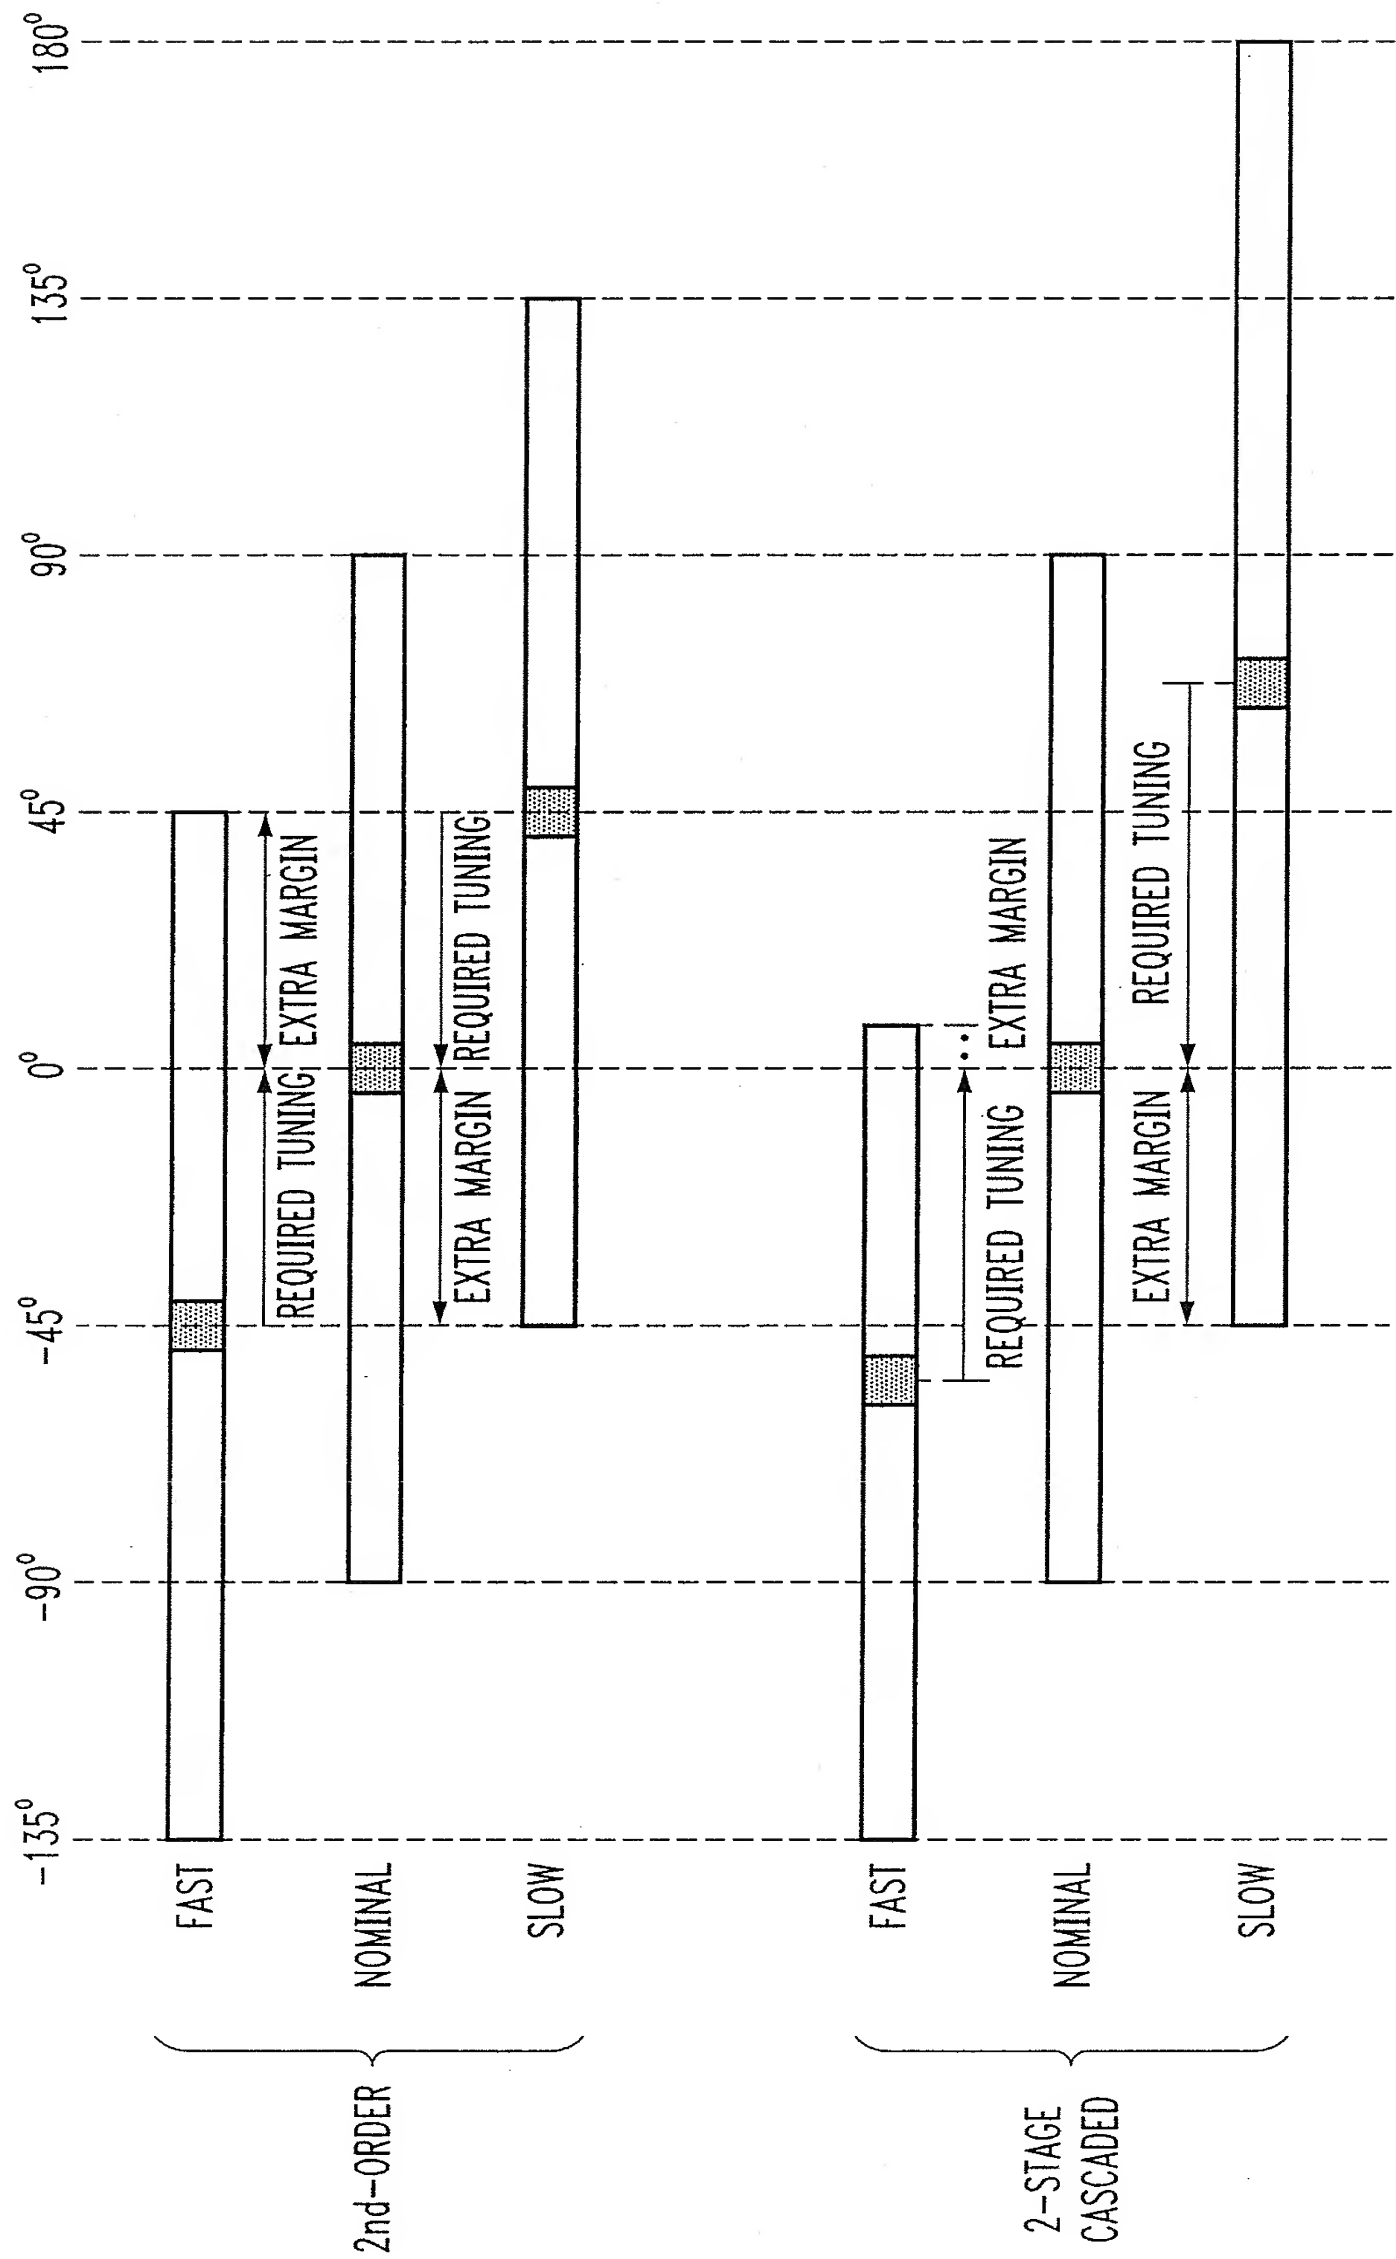 -135° -90° -45° 0° 45° 90° 135° 180°
FAST
REQUIRED TUNING EXTRA MARGIN
2nd-ORDER
NOMINAL
EXTRA MARGIN REQUIRED TUNING
SLOW
FAST
REQUIRED TUNING EXTRA MARGIN
2-STAGE
CASCADED
NOMINAL
EXTRA MARGIN REQUIRED TUNING
SLOW